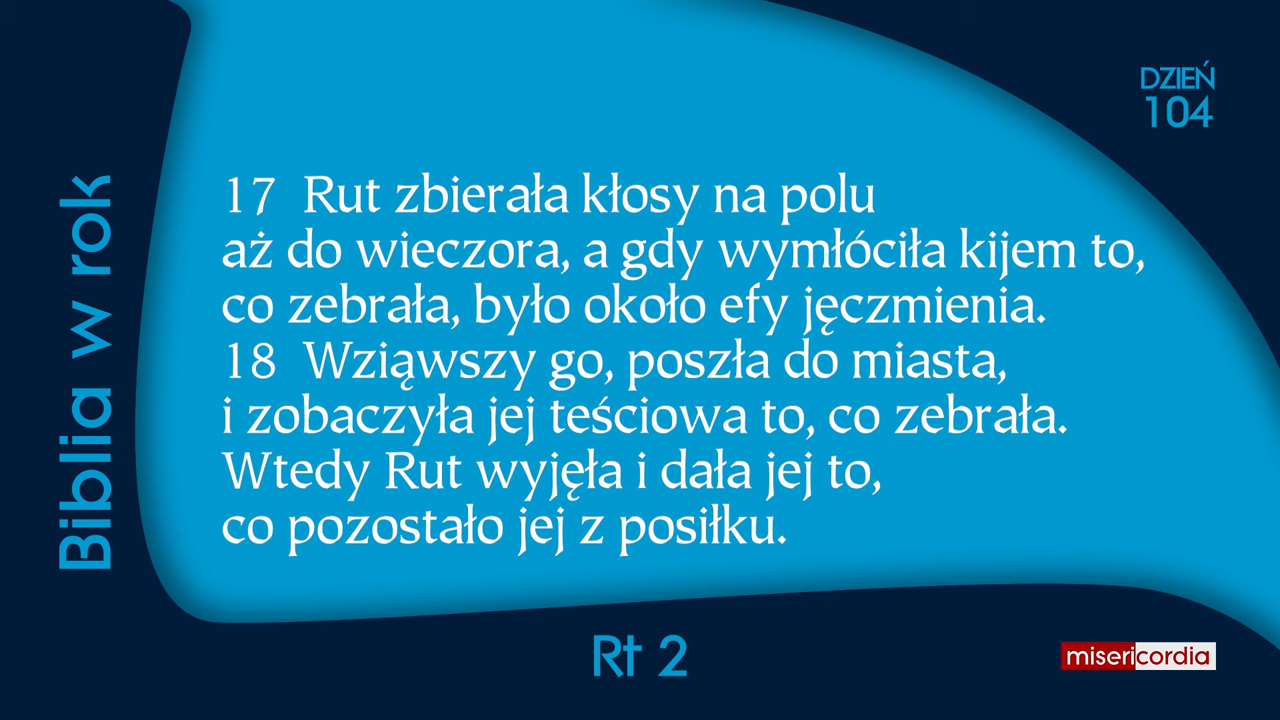 DZIEŃ
104
Biblia w rok
17 Rut zbierała kłosy na polu
aż do wieczora, a gdy wymłóciła kijem to,
co zebrała, było około efy jęczmienia.
18 Wziąwszy go, poszła do miasta,
i zobaczyła jej teściowa to, co zebrała.
Wtedy Rut wyjęła i dała jej to,
co pozostało jej z posiłku.
Rt 2
misericordia